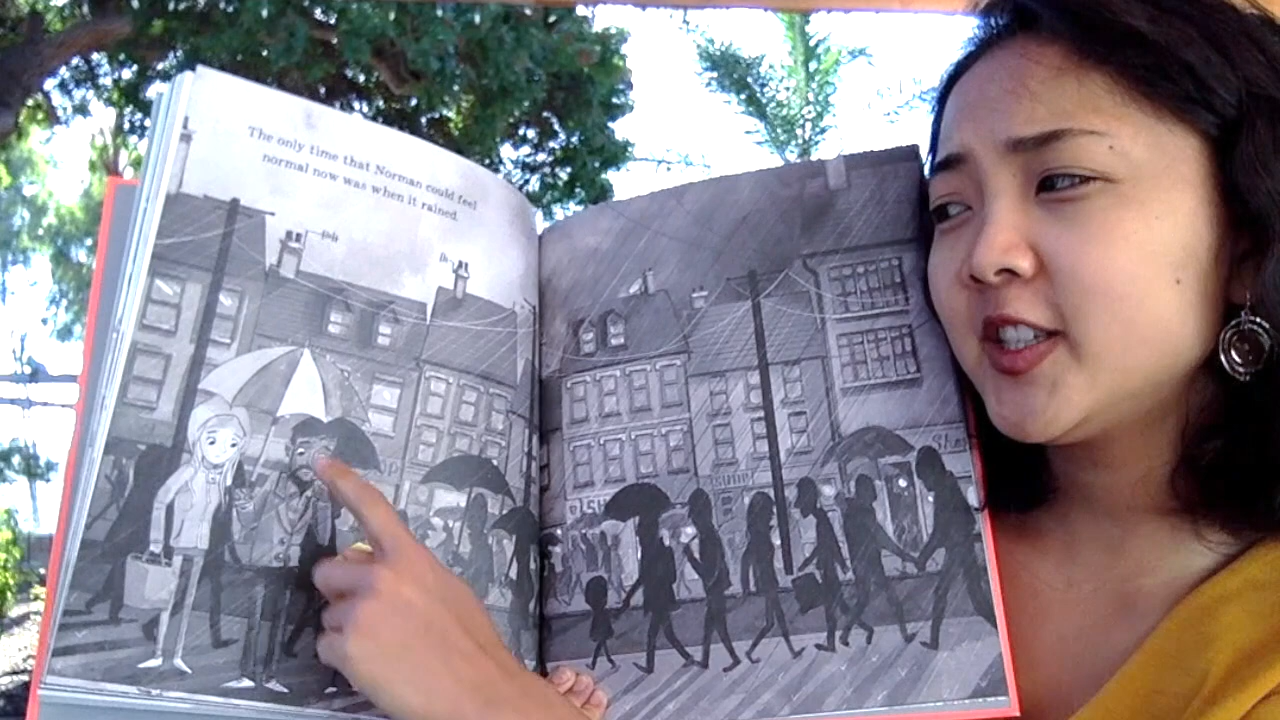 The only time that Norman could feel
normal now was when it rained.